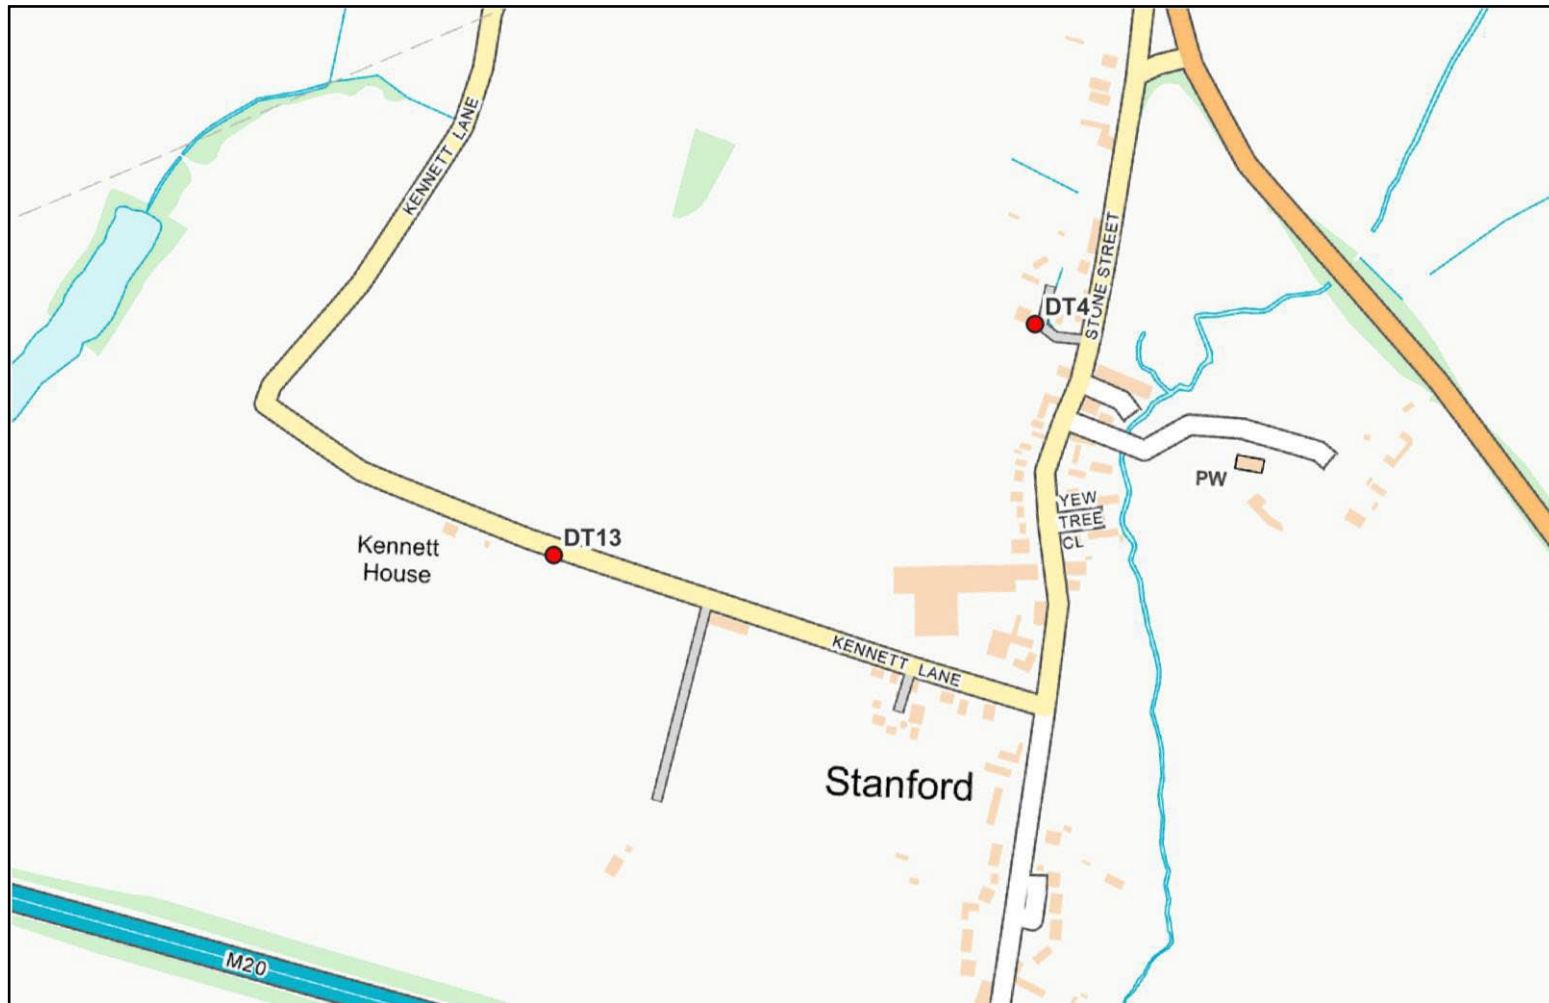 KENNETT LANE
STONE STREET
DT4
PW
YEW
TREE
CL
DT13
Kennett
House
KENNETT LANE
Stanford
M20